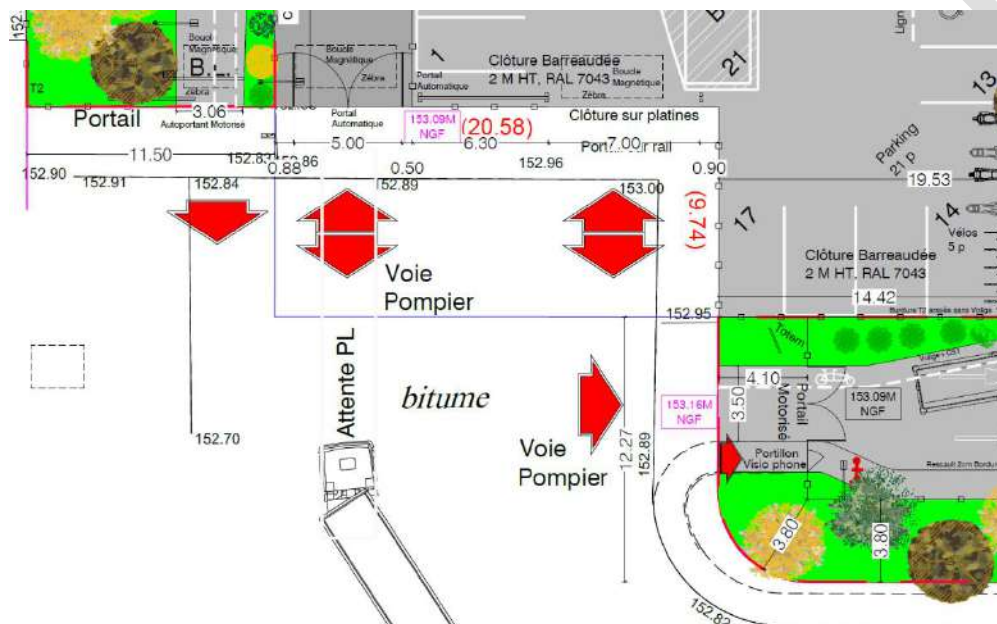 152.
C
Boucl
Magnétique
B.
Zébra
T2
3.06
Portail
Autoportant Motorisé
11.50
152.83
152.86
0.88
152.90
152.91
152.84
Boucle
Magnétique
Zébra
Portail
Automatique
5.00
152.89
0.50
1
Clôture Barreaudée
2 M HT. RAL 7043
Portail
Automatique
Boucle
Magnétique
Zébra
153.09M
NGF
(20.58)
6.30
152.96
Clôture sur platines
7.00
153.00
0.90
B
21
Lign
13
Parking
21 p
19.53
(9.74)
17
14
Vélos
5 p
Clôture Barreaudée
2 M HT. RAL 7043
14.42
152.95
Voie
Pompier
Attente PL
bitume
152.70
Voie
Pompier
12.27
152.89
Totem
4.10
3.50
Portail
Motorisé
153.16M
NGF
153.09M
NGF
Portillon
Visio phone
Ressault 2cm Bordur
3.80
3.80
152.82